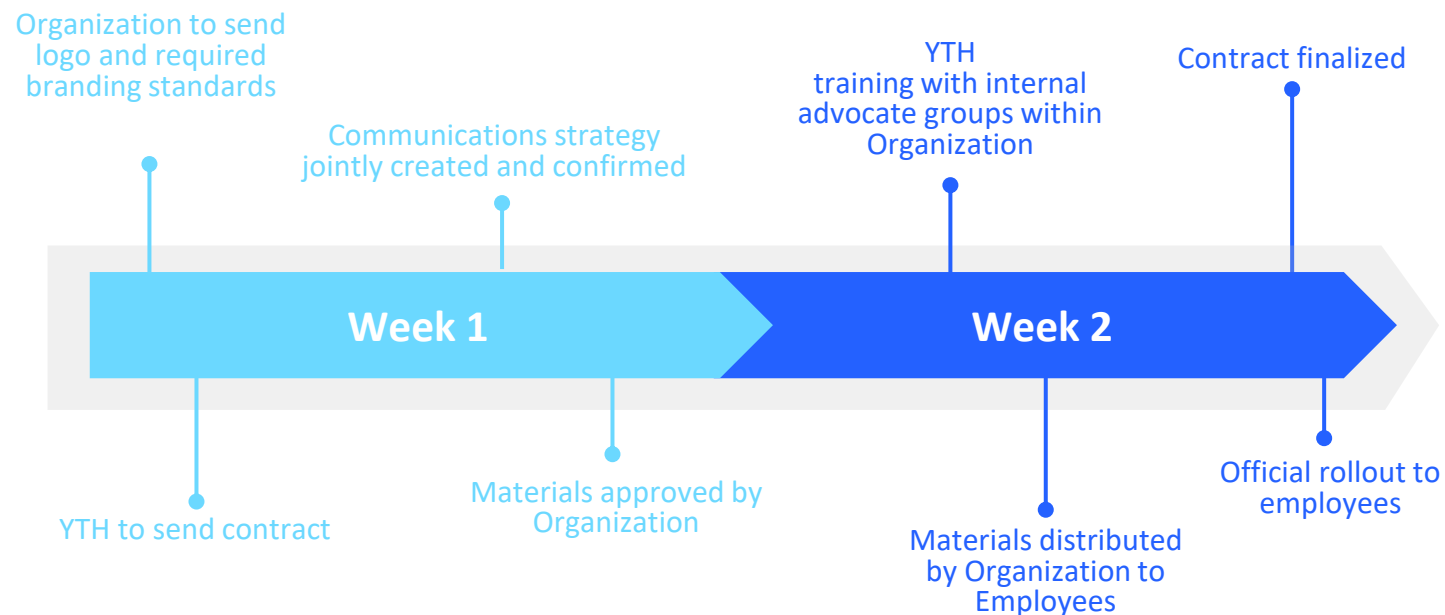 Organization to send
logo and required
branding standards
Communications strategy
jointly created and confirmed
YTH
training with internal
advocate groups within
Organization
Contract finalized
Week 1
Week 2
YTH to send contract
Materials approved by
Organization
Materials distributed
by Organization to
Employees
Official rollout to
employees